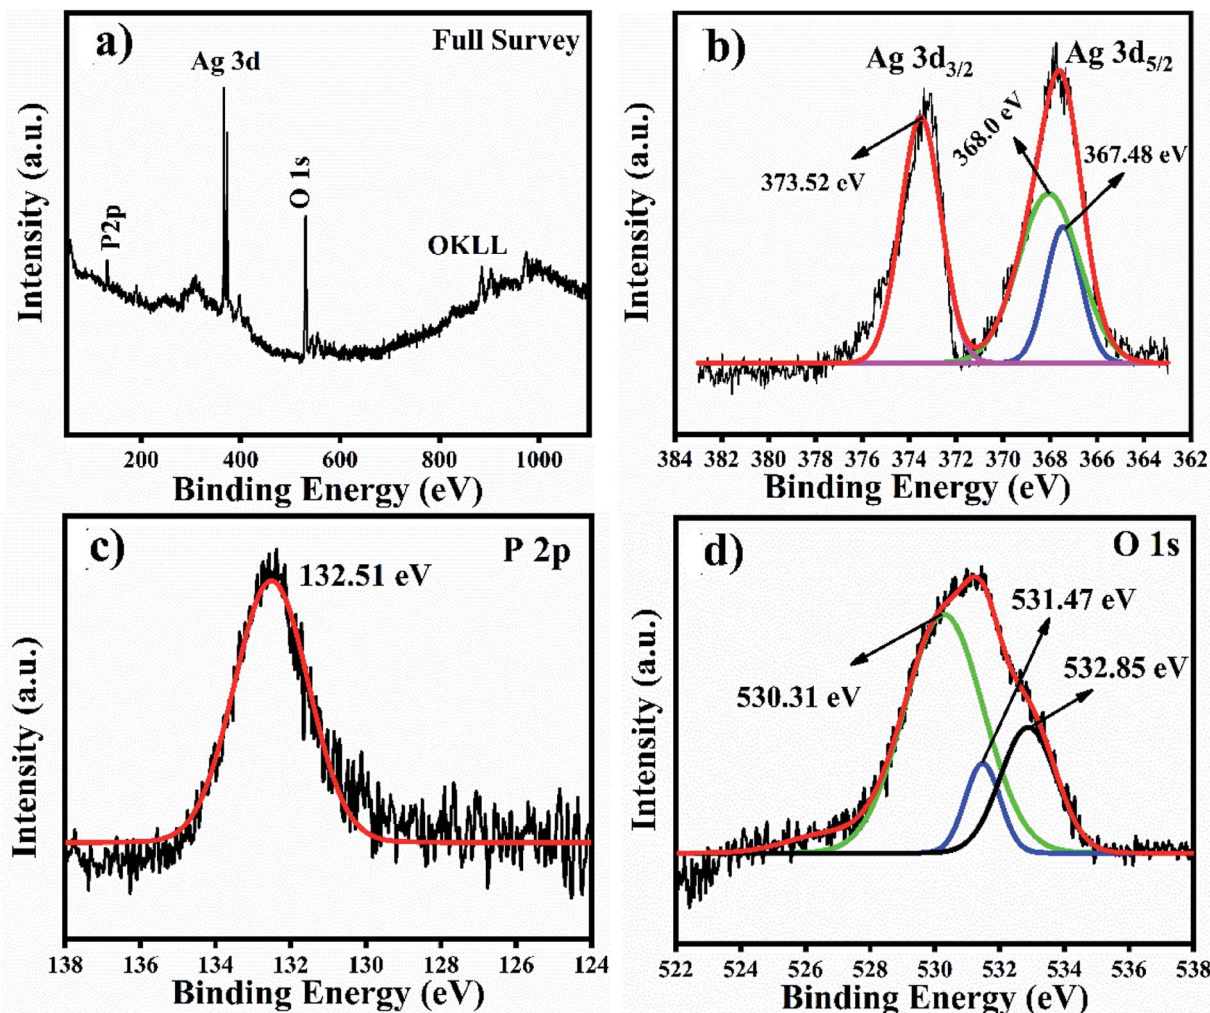 a)
Full Survey
Ag 3d
P2p
O 1s
OKLL
Intensity (a.u.)
200 400 600 800 1000
Binding Energy (eV)
b)
Ag 3d3/2
Ag 3d5/2
373.52 eV
368.0 eV
367.48 eV
Intensity (a.u.)
384 382 380 378 376 374 372 370 368 366 364 362
Binding Energy (eV)
c)
P 2p
132.51 eV
Intensity (a.u.)
138 136 134 132 130 128 126 124
Binding Energy (eV)
d)
O 1s
531.47 eV
532.85 eV
530.31 eV
Intensity (a.u.)
522 524 526 528 530 532 534 536 538
Binding Energy (eV)